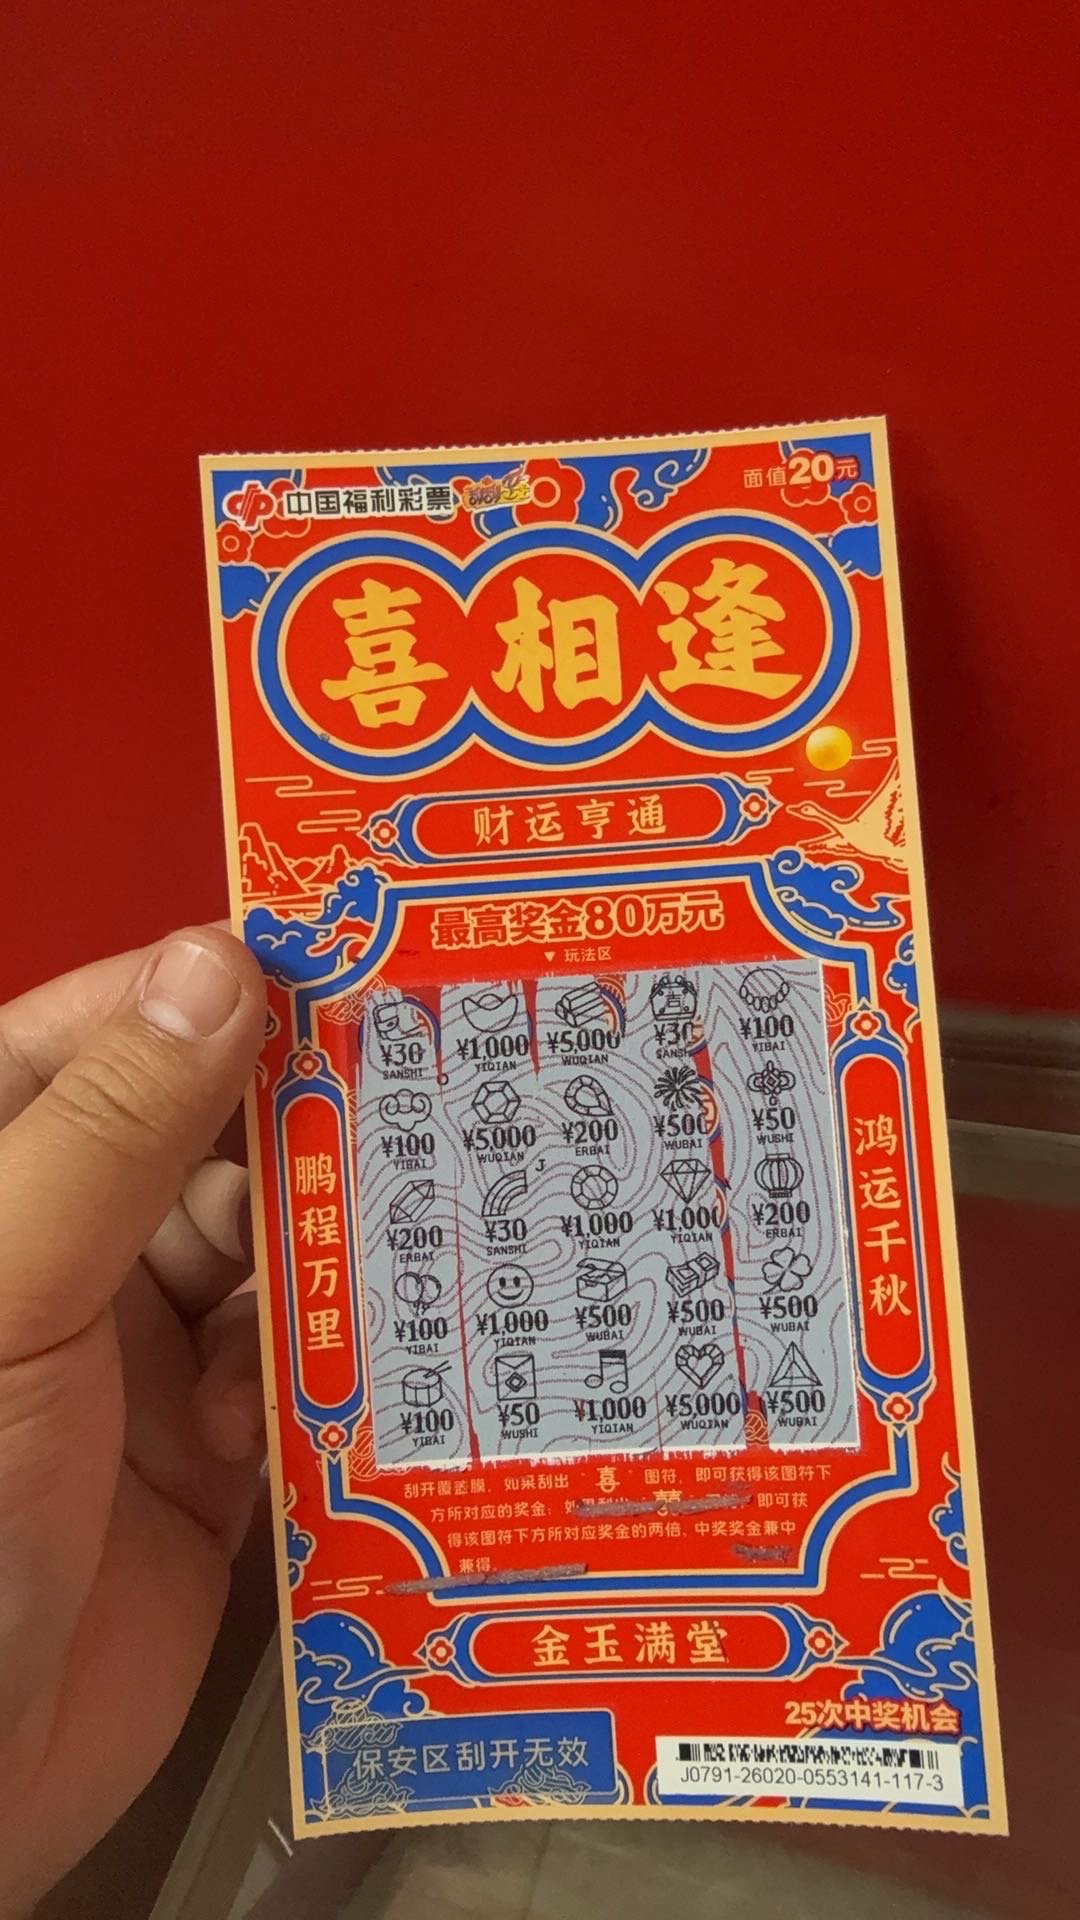 中国福利彩票 刮刮乐
面值20元
喜相逢
财运亨通
最高奖金80万元
▼ 玩法区
鹏程万里
鸿运千秋
吉
¥30 ¥1,000 ¥5,000 ¥30 ¥100
SANSHI YIQIAN WUQIAN SANSHI YIBAI
¥100 ¥5,000 ¥200 ¥500 ¥50
YIBAI WUQIAN ERBAI WUBAI WUSHI
J
¥200 ¥30 ¥1,000 ¥1,000 ¥200
ERBAI SANSHI YIQIAN YIQIAN ERBAI
¥100 ¥1,000 ¥500 ¥500 ¥500
YIBAI YIQIAN WUBAI WUBAI WUBAI
¥100 ¥50 ¥1,000 ¥5,000 ¥500
YIBAI WUSHI YIQIAN WUQIAN WUBAI
刮开覆盖膜，如果刮出 喜 图符，即可获得该图符下
方所对应的奖金；如果刮出 囍 即可获
得该图符下方所对应奖金的两倍。中奖奖金兼中
兼得。
金玉满堂
25次中奖机会
保安区刮开无效
J0791-26020-0553141-117-3